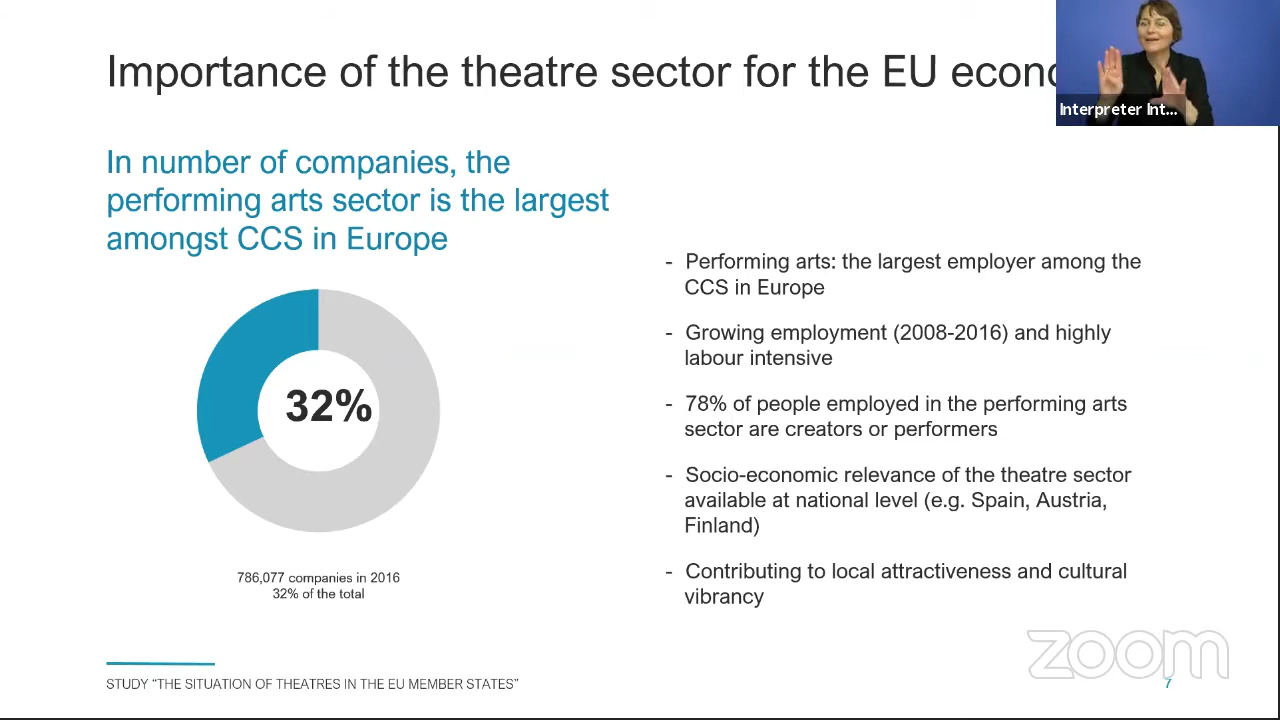 Importance of the theatre sector for the EU
Interpreter Int...
In number of companies, the
performing arts sector is the largest
amongst CCS in Europe
32%
786,077 companies in 2016
32% of the total
- Performing arts: the largest employer among the
CCS in Europe
- Growing employment (2008-2016) and highly
labour intensive
- 78% of people employed in the performing arts
sector are creators or performers
- Socio-economic relevance of the theatre sector
available at national level (e.g. Spain, Austria,
Finland)
- Contributing to local attractiveness and cultural
vibrancy
zoom
STUDY “THE SITUATION OF THEATRES IN THE EU MEMBER STATES”
7